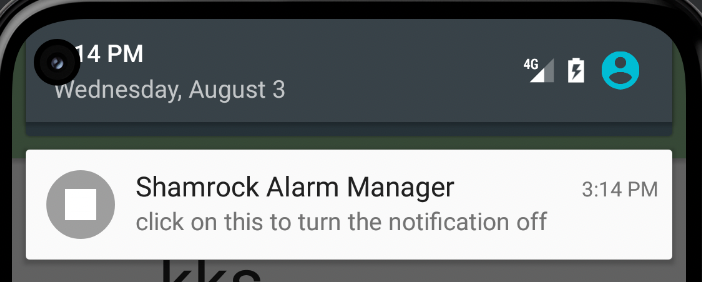 :14 PM
Wednesday, August 3
4G
Shamrock Alarm Manager
3:14 PM
click on this to turn the notification off
kks